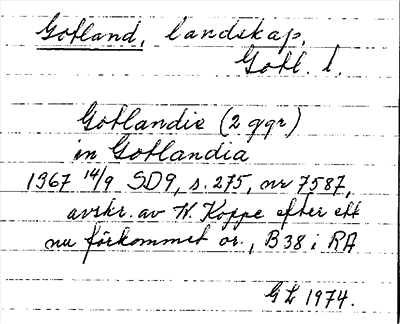 Gotland, landskap.
Gotl. l.
Gotlandie (2 ggr)
in Gotlandia
1367 14/9 SD9, s. 275, nr 7587,
avskr. av W. Koppe efter ett
nu förkommet or., B38 i RA
GL 1974.